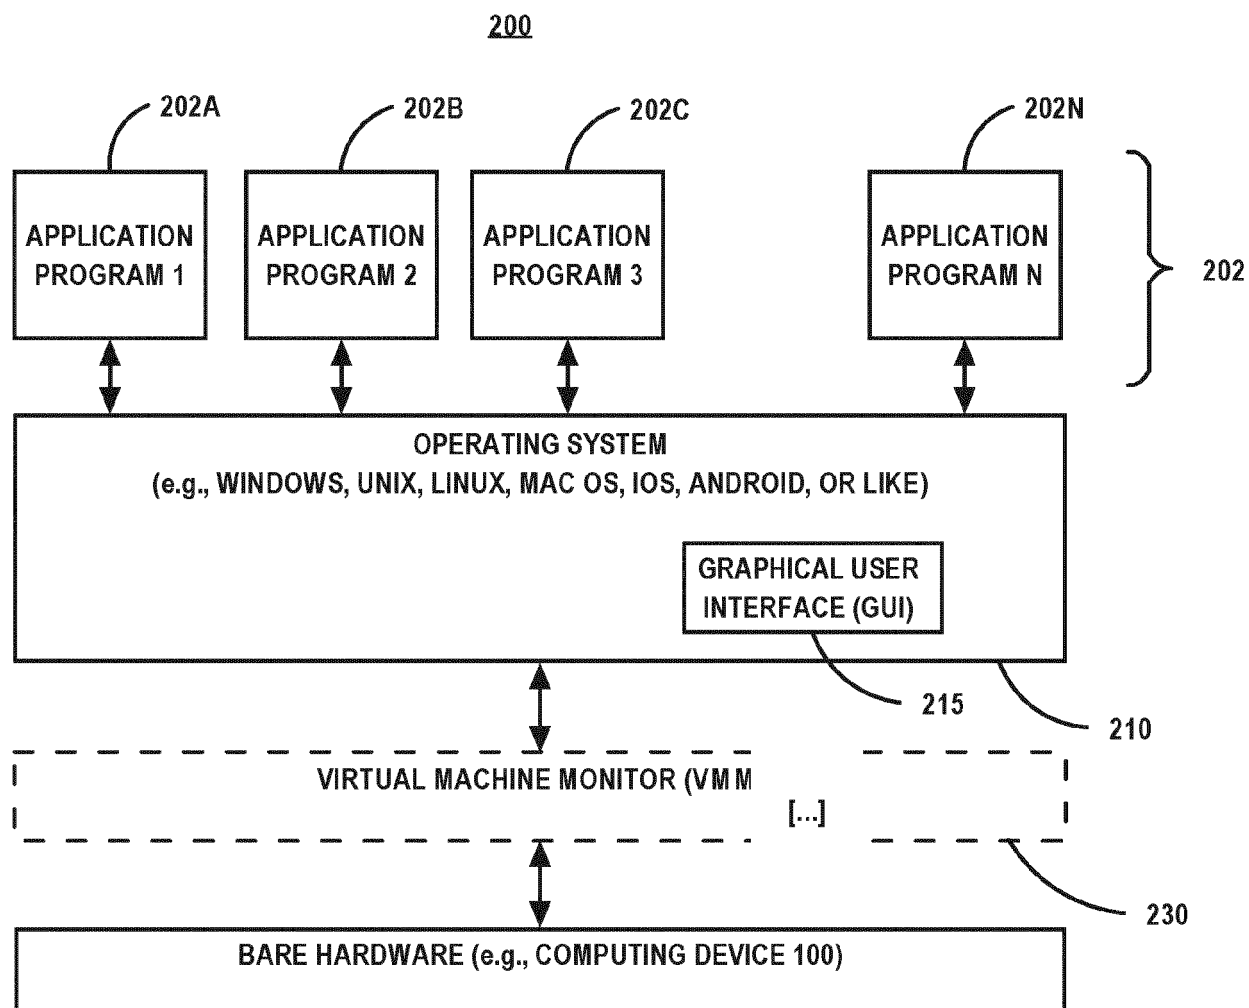 200
202A
202B
202C
202N
APPLICATION
PROGRAM 1
APPLICATION
PROGRAM 2
APPLICATION
PROGRAM 3
APPLICATION
PROGRAM N
202
OPERATING SYSTEM
(e.g., WINDOWS, UNIX, LINUX, MAC OS, IOS, ANDROID, OR LIKE)
GRAPHICAL USER
INTERFACE (GUI)
215
210
VIRTUAL MACHINE MONITOR (VMM
[...]
230
BARE HARDWARE (e.g., COMPUTING DEVICE 100)